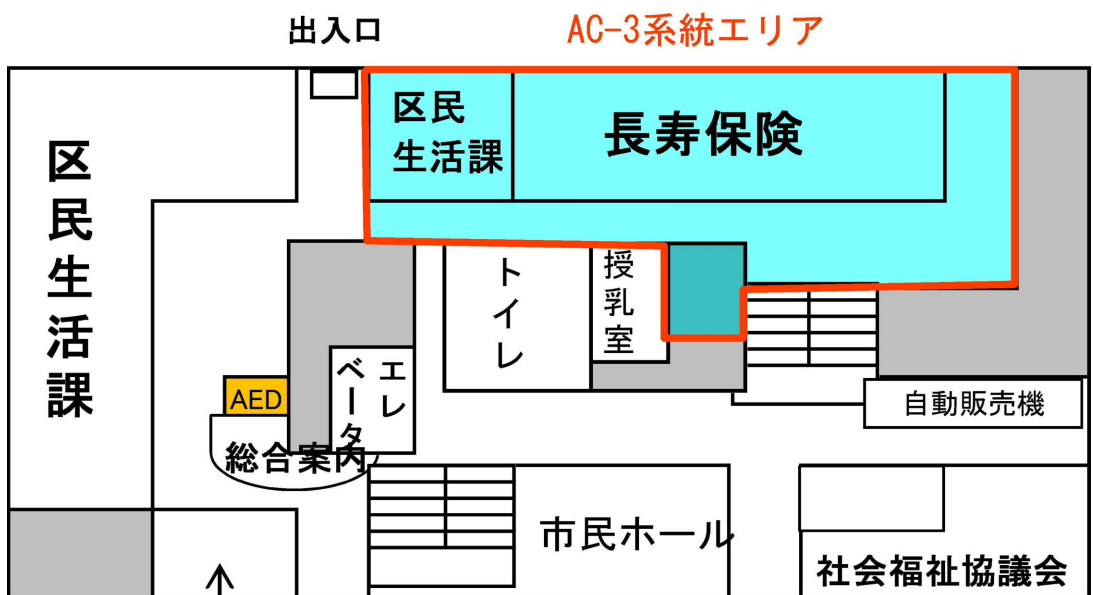 出入口
AC-3系統エリア
区民
生活課
長寿保険
区民生活課
トイレ
授乳室
エレベータ
AED
総合案内
自動販売機
市民ホール
社会福祉協議会